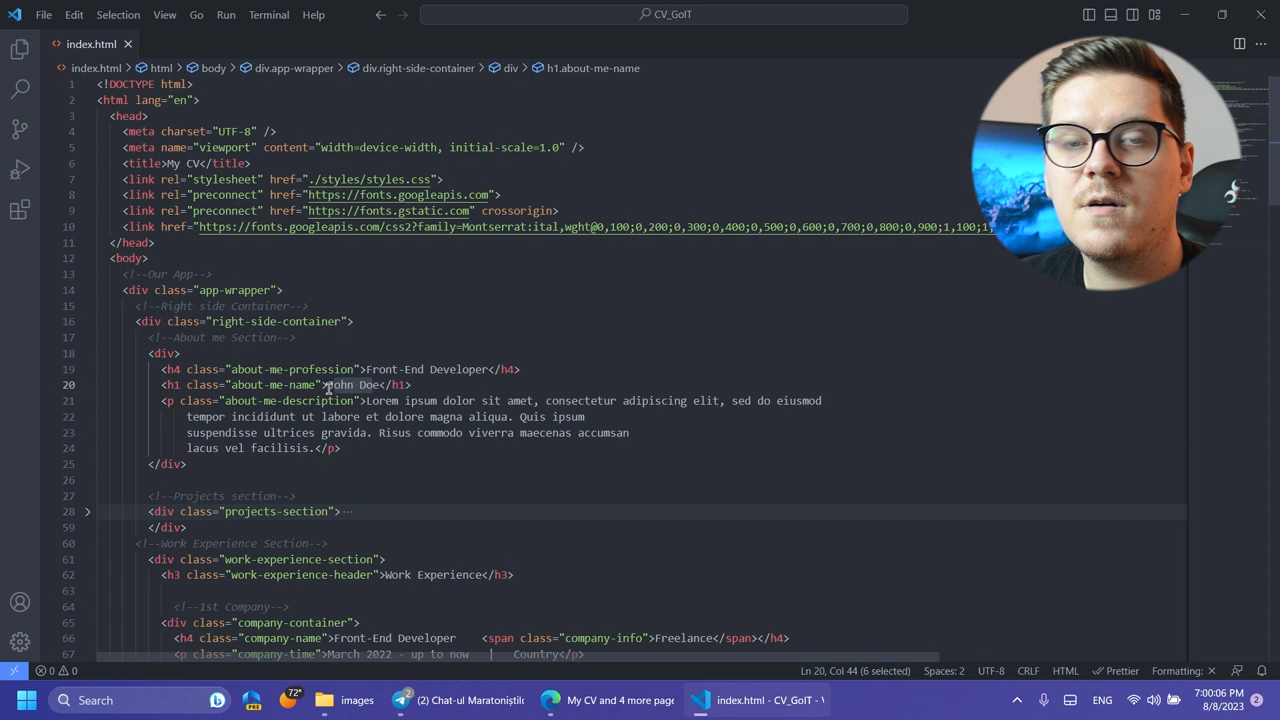 File Edit Selection View Go Run Terminal Help
CV_GoIT
index.html
index.html > html > body > div.app-wrapper > div.right-side-container > div > h1.about-me-name
1 <!DOCTYPE html>
2 <html lang="en">
3 <head>
4 <meta charset="UTF-8" />
5 <meta name="viewport" content="width=device-width, initial-scale=1.0" />
6 <title>My CV</title>
7 <link rel="stylesheet" href="./styles/styles.css">
8 <link rel="preconnect" href="https://fonts.googleapis.com">
9 <link rel="preconnect" href="https://fonts.gstatic.com" crossorigin>
10 <link href="https://fonts.googleapis.com/css2?family=Montserrat:ital,wght@0,100;0,200;0,300;0,400;0,500;0,600;0,700;0,800;0,900;1,100;1,
11 </head>
12 <body>
13 <!--Our App-->
14 <div class="app-wrapper">
15 <!--Right side Container-->
16 <div class="right-side-container">
17 <!--About me Section-->
18 <div>
19 <h4 class="about-me-profession">Front-End Developer</h4>
20 <h1 class="about-me-name">John Doe</h1>
21 <p class="about-me-description">Lorem ipsum dolor sit amet, consectetur adipiscing elit, sed do eiusmod
22 tempor incididunt ut labore et dolore magna aliqua. Quis ipsum
23 suspendisse ultrices gravida. Risus commodo viverra maecenas accumsan
24 lacus vel facilisis.</p>
25 </div>
26
27 <!--Projects section-->
28 <div class="projects-section"> ...
59 </div>
60 <!--Work Experience Section-->
61 <div class="work-experience-section">
62 <h3 class="work-experience-header">Work Experience</h3>
63
64 <!--1st Company-->
65 <div class="company-container">
66 <h4 class="company-name">Front-End Developer <span class="company-info">Freelance</span></h4>
67 <p class="company-time">March 2022 - up to now | Country</p>
0 0 Ln 20, Col 44 (6 selected) Spaces: 2 UTF-8 CRLF HTML Prettier Formatting: ×
Search PRE 72° images 2 (2) Chat-ul Maratoniștil My CV and 4 more page index.html - CV_GoIT - V ENG 7:00:06 PM
8/8/2023 2